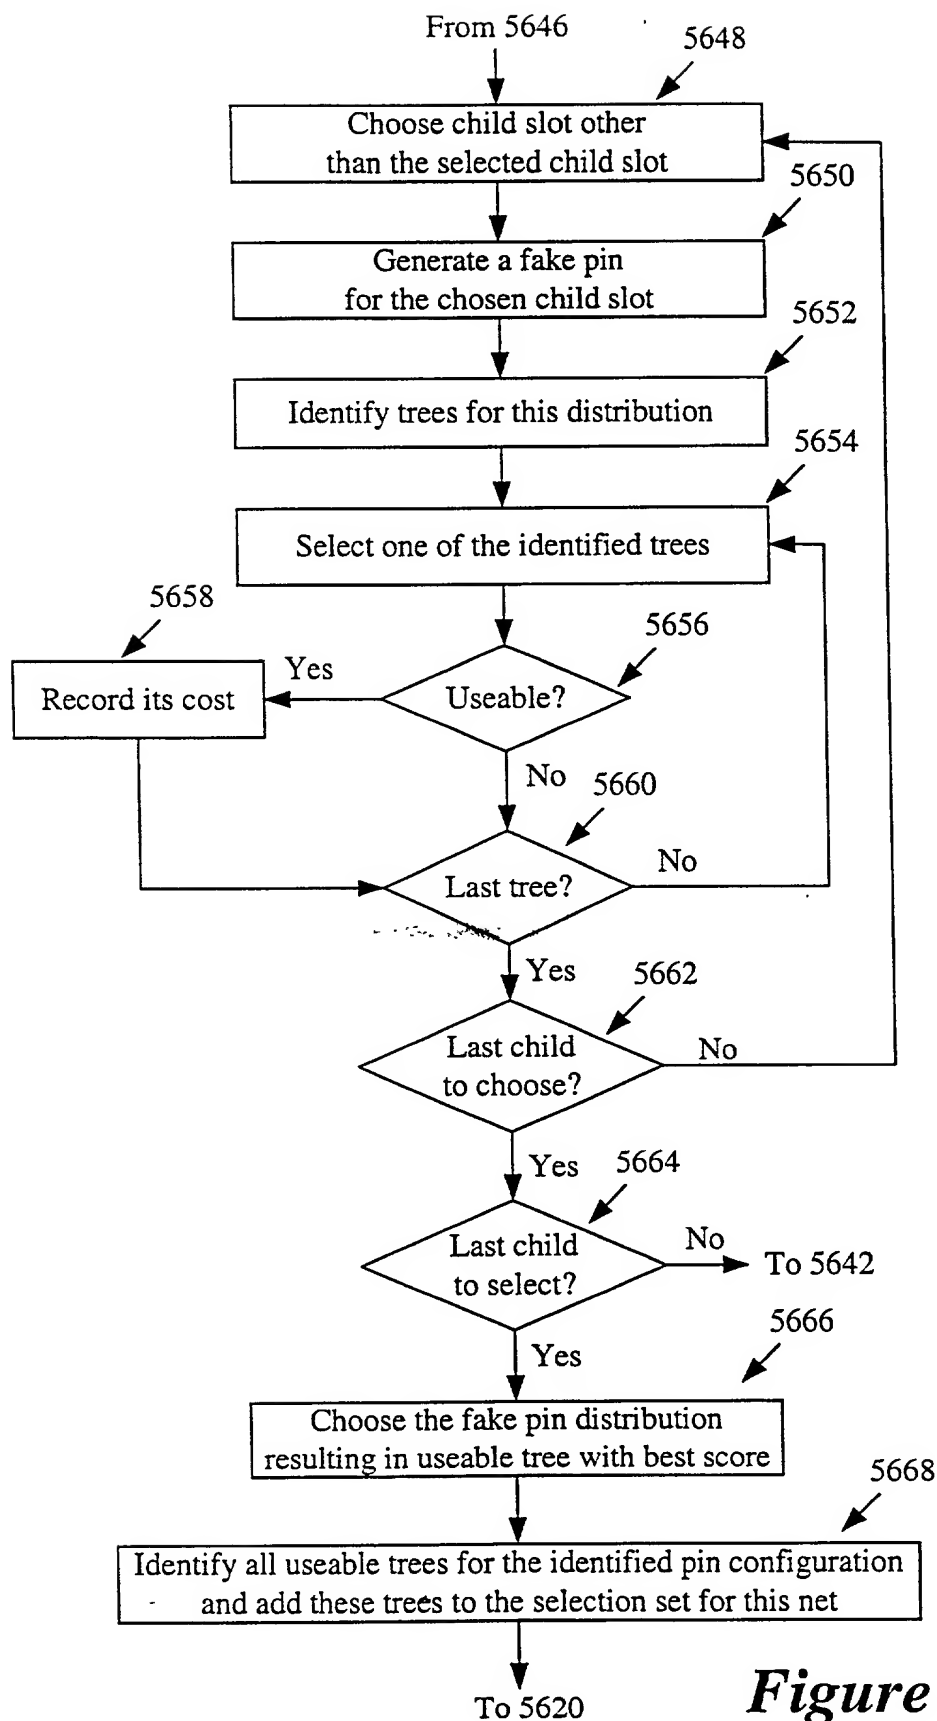 From 5646
5648
Choose child slot other
than the selected child slot
5650
Generate a fake pin
for the chosen child slot
5652
Identify trees for this distribution
5654
Select one of the identified trees
5658
5656
Yes
Record its cost
Useable?
No
5660
Last tree?
No
Yes
5662
Last child
to choose?
No
Yes
5664
Last child
to select?
No
To 5642
5666
Yes
Choose the fake pin distribution
resulting in useable tree with best score
5668
Identify all useable trees for the identified pin configuration
and add these trees to the selection set for this net
To 5620
Figure